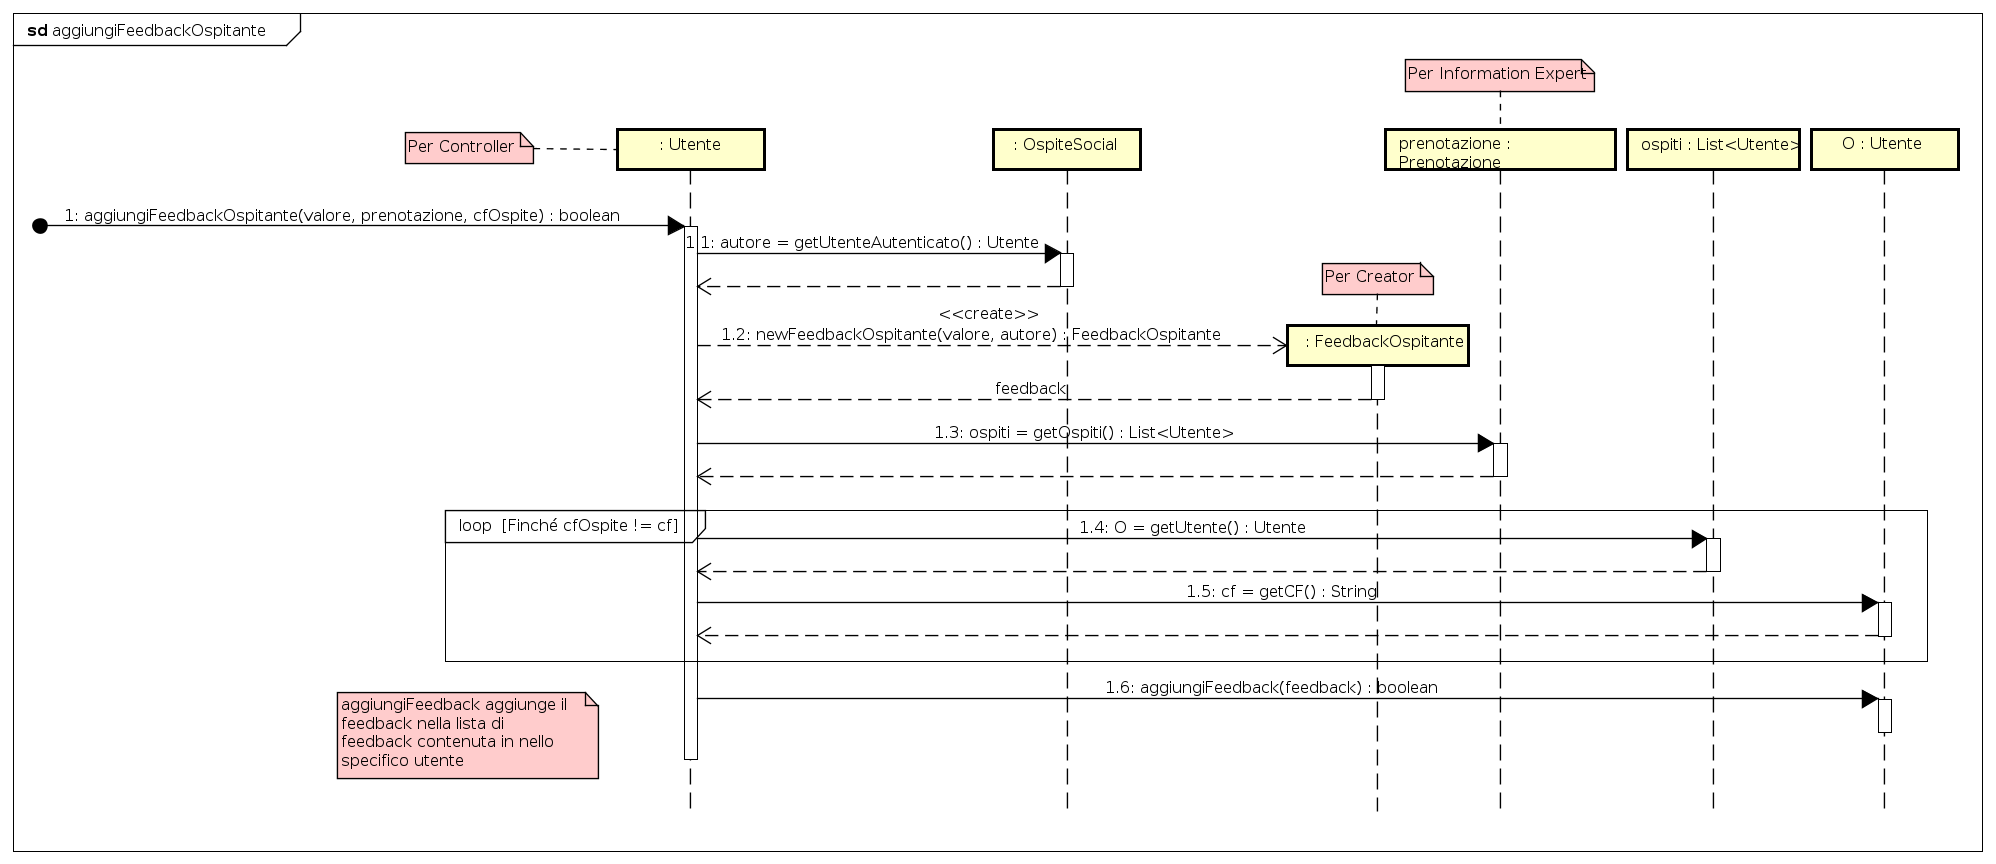 sd aggiungiFeedbackOspitante
Per Information Expert
Per Controller
: Utente
: OspiteSocial
prenotazione :
Prenotazione
ospiti : List<Utente>
O : Utente
1: aggiungiFeedbackOspitante(valore, prenotazione, cfOspite) : boolean
1.1: autore = getUtenteAutenticato() : Utente
Per Creator
<<create>>
1.2: newFeedbackOspitante(valore, autore) : FeedbackOspitante
: FeedbackOspitante
feedback
1.3: ospiti = getOspiti() : List<Utente>
loop [Finché cfOspite != cf]
1.4: O = getUtente() : Utente
1.5: cf = getCF() : String
1.6: aggiungiFeedback(feedback) : boolean
aggiungiFeedback aggiunge il
feedback nella lista di
feedback contenuta in nello
specifico utente